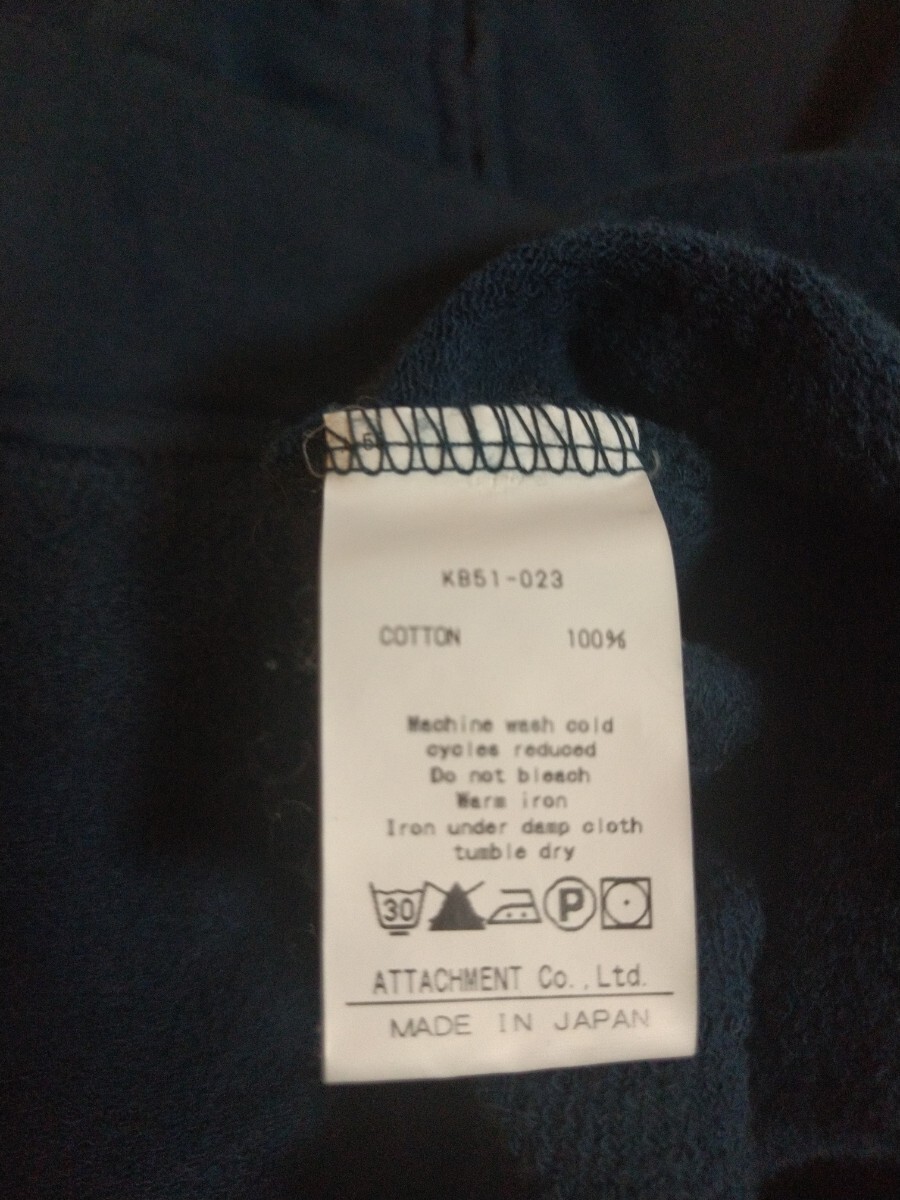 5
KB51-023
COTTON 100%
Machine wash cold
cycles reduced
Do not bleach
Warm iron
Iron under damp cloth
tumble dry
30 P
ATTACHMENT Co.,Ltd.
MADE IN JAPAN